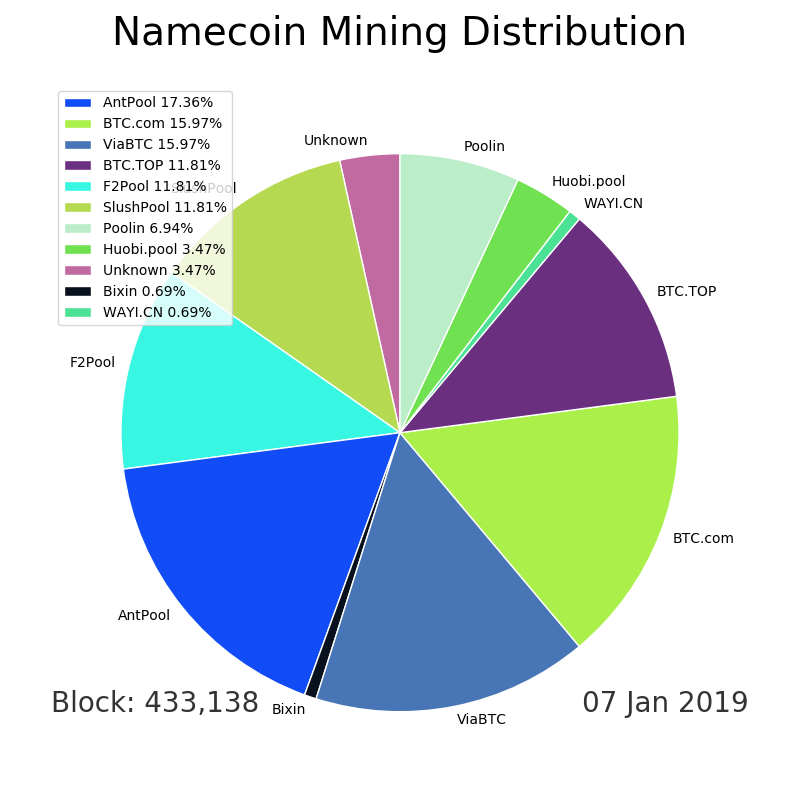 Namecoin Mining Distribution
AntPool 17.36%
BTC.com 15.97%
ViaBTC 15.97%
BTC.TOP 11.81%
F2Pool 11.81%
SlushPool 11.81%
Poolin 6.94%
Huobi.pool 3.47%
Unknown 3.47%
Bixin 0.69%
WAYI.CN 0.69%
Unknown
Poolin
Huobi.pool
WAYI.CN
SlushPool
BTC.TOP
F2Pool
BTC.com
AntPool
Bixin
ViaBTC
Block: 433,138
07 Jan 2019